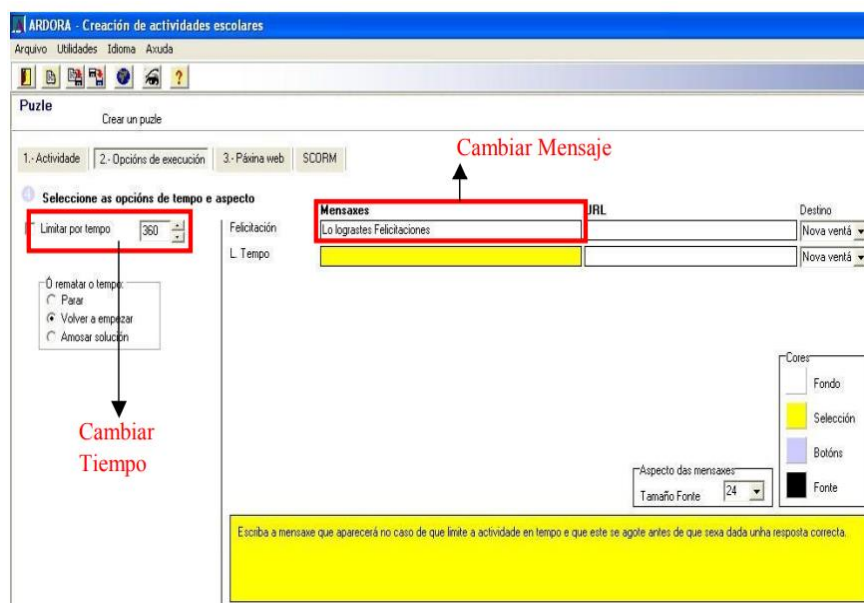 ARDORA - Creación de actividades escolares
Arquivo Utilidades Idioma Axuda
Puzle
Crear un puzle
1.- Actividade 2.- Opcións de execución 3.- Páxina web SCORM
Cambiar Mensaje
4 Seleccione as opcións de tempo e aspecto
Mensaxes URL Destino
Limitar por tempo 360 Felicitación Lo lograstes Felicitaciones Nova ventá
L. Tempo Nova ventá
Ó rematar o tempo:
Parar
Volver a empezar
Amosar solución
Cores
Fondo
Selección
Botóns
Fonte
Cambiar
Tiempo
Aspecto das mensaxes
Tamaño Fonte 24
Escriba a mensaxe que aparecerá no caso de que limite a actividade en tempo e que este se agote antes de que sexa dada unha resposta correcta.